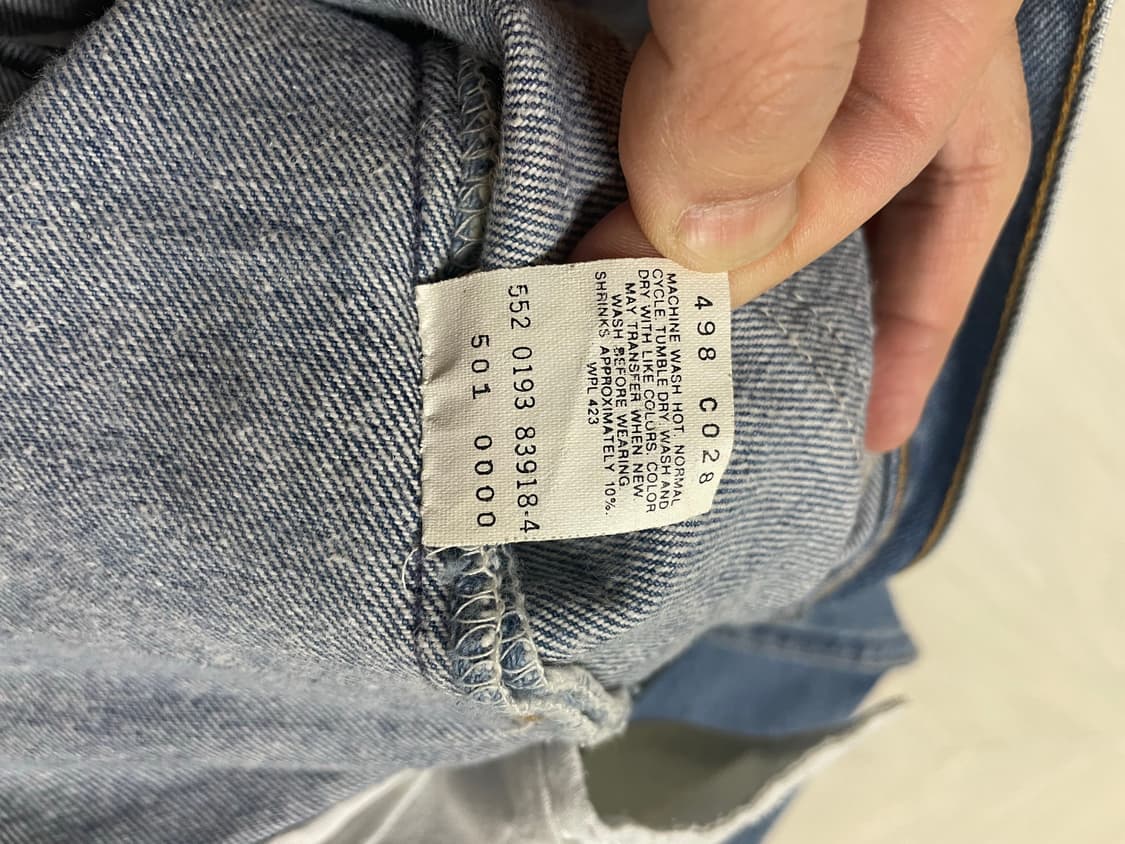 498 C028
MACHINE WASH HOT. NORMAL
CYCLE. TUMBLE DRY. WASH AND
DRY WITH LIKE COLORS. COLOR
MAY TRANSFER WHEN NEW.
WASH BEFORE WEARING.
SHRINKS APPROXIMATELY 10%.
WPL 423
552 0193 83918-4
501 0000